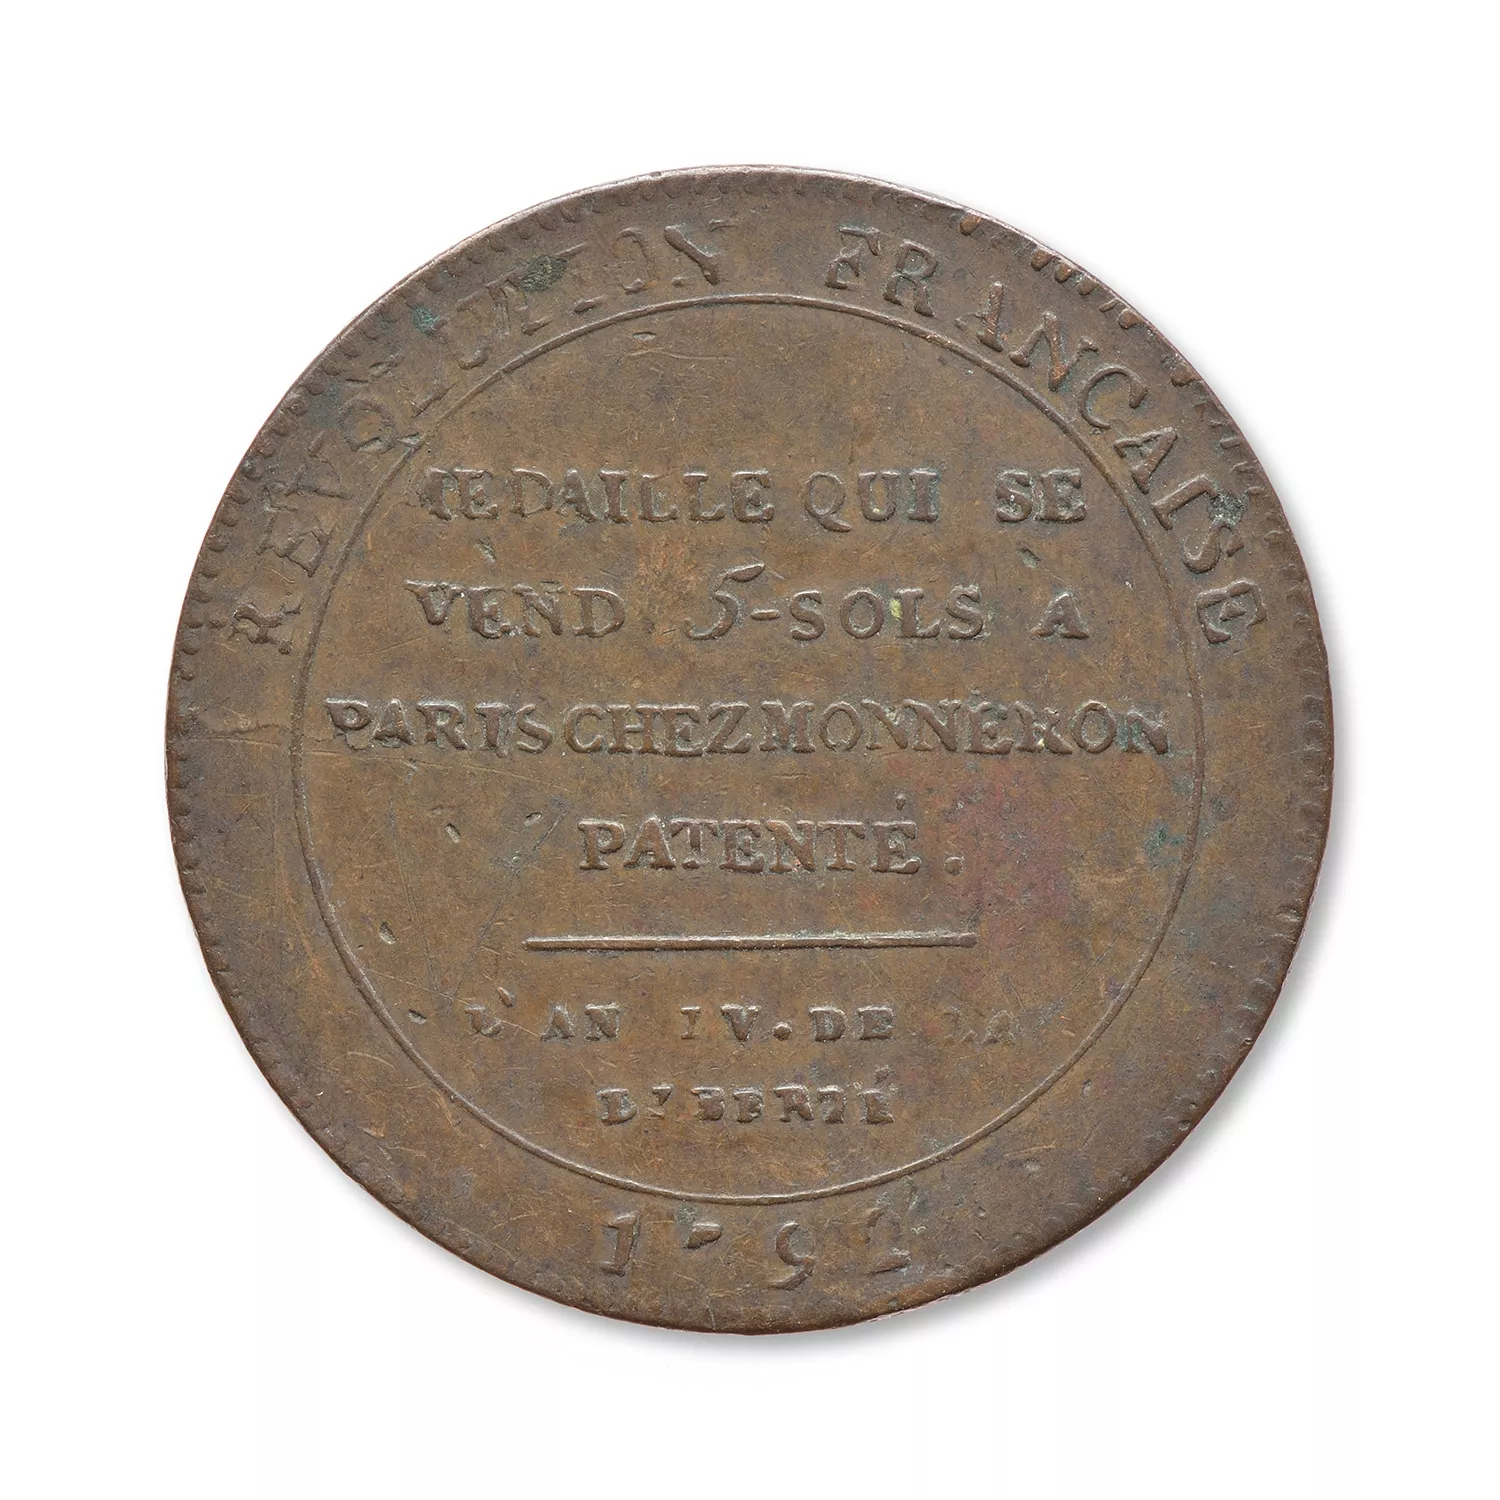 REVOLUTION FRANCAISE
MEDAILLE QUI SE
VEND 5-SOLS À
PARIS CHEZ MONNERON
PATENTÉ.
L'AN IV. DE LA
LIBERTÉ
1792